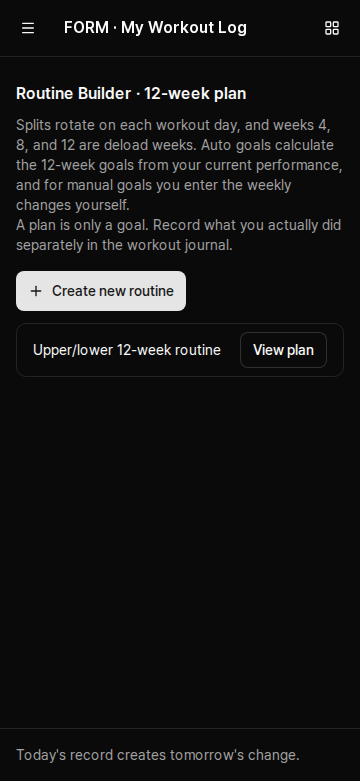 FORM · My Workout Log
Routine Builder · 12-week plan
Splits rotate on each workout day, and weeks 4,
8, and 12 are deload weeks. Auto goals calculate
the 12-week goals from your current performance,
and for manual goals you enter the weekly
changes yourself.
A plan is only a goal. Record what you actually did
separately in the workout journal.
Create new routine
Upper/lower 12-week routine
View plan
Today's record creates tomorrow's change.